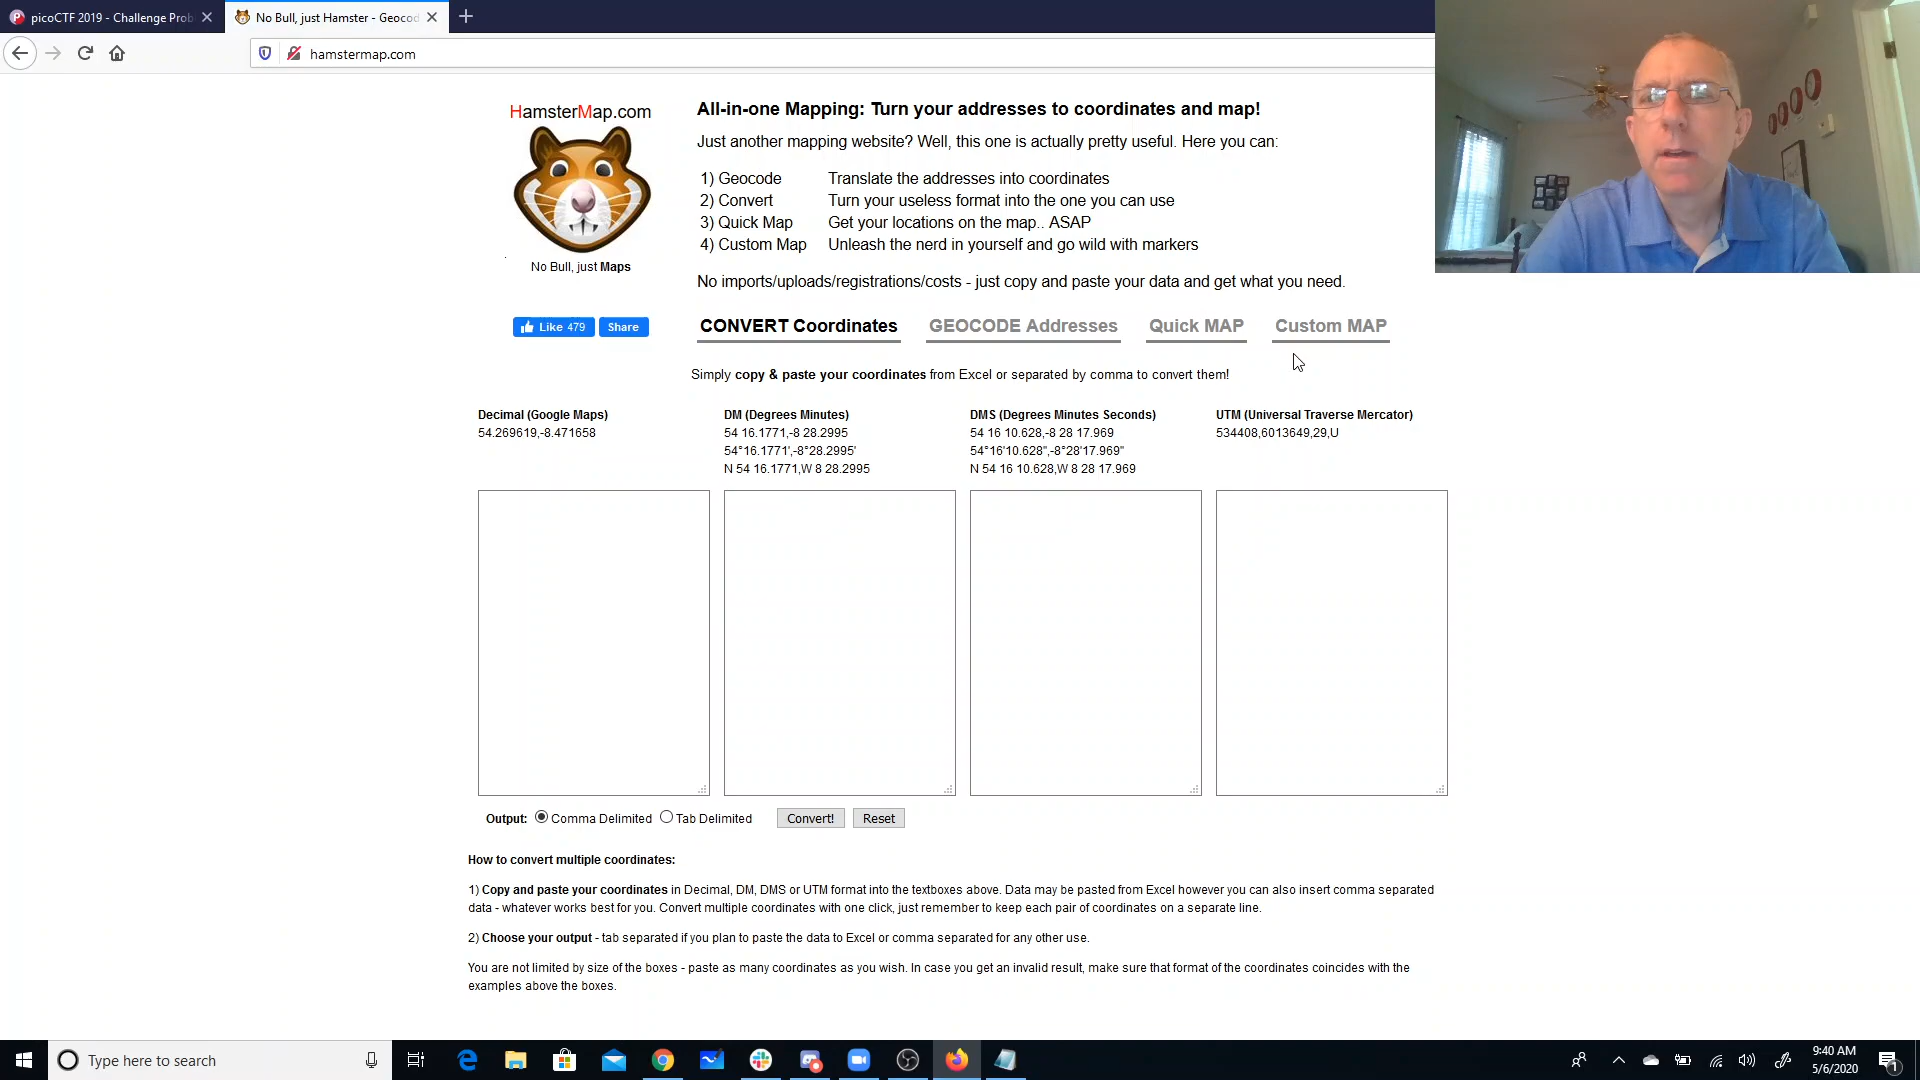 picoCTF 2019 - Challenge Prob
No Bull, just Hamster - Geocod
hamstermap.com
HamsterMap.com
No Bull, just Maps
Like 479 Share
All-in-one Mapping: Turn your addresses to coordinates and map!
Just another mapping website? Well, this one is actually pretty useful. Here you can:
1) Geocode Translate the addresses into coordinates
2) Convert Turn your useless format into the one you can use
3) Quick Map Get your locations on the map.. ASAP
4) Custom Map Unleash the nerd in yourself and go wild with markers
No imports/uploads/registrations/costs - just copy and paste your data and get what you need.
CONVERT Coordinates GEOCODE Addresses Quick MAP Custom MAP
Simply copy & paste your coordinates from Excel or separated by comma to convert them!
Decimal (Google Maps)
54.269619,-8.471658
DM (Degrees Minutes)
54 16.1771,-8 28.2995
54°16.1771',-8°28.2995'
N 54 16.1771,W 8 28.2995
DMS (Degrees Minutes Seconds)
54 16 10.628,-8 28 17.969
54°16'10.628",-8°28'17.969"
N 54 16 10.628,W 8 28 17.969
UTM (Universal Traverse Mercator)
534408,6013649,29,U
Output: Comma Delimited Tab Delimited Convert! Reset
How to convert multiple coordinates:
1) Copy and paste your coordinates in Decimal, DM, DMS or UTM format into the textboxes above. Data may be pasted from Excel however you can also insert comma separated
data - whatever works best for you. Convert multiple coordinates with one click, just remember to keep each pair of coordinates on a separate line.
2) Choose your output - tab separated if you plan to paste the data to Excel or comma separated for any other use.
You are not limited by size of the boxes - paste as many coordinates as you wish. In case you get an invalid result, make sure that format of the coordinates coincides with the
examples above the boxes.
Type here to search
9:40 AM
5/6/2020
1